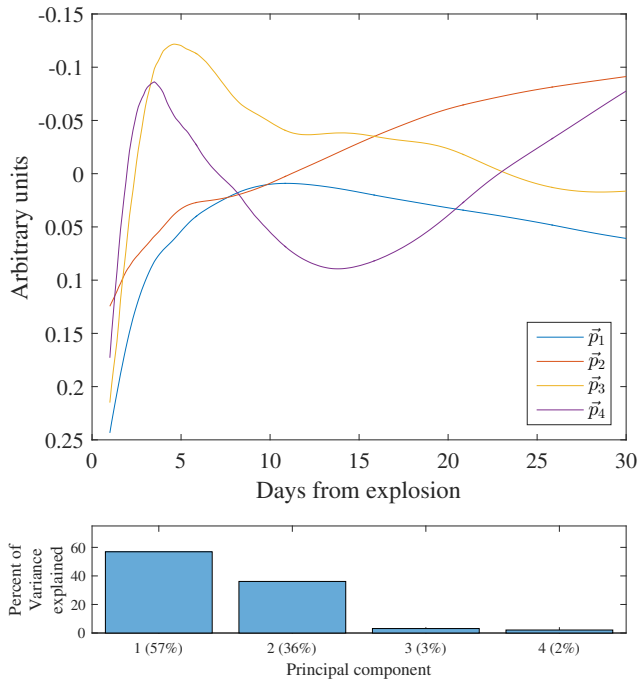 -0.15
-0.1
-0.05
0
0.05
0.1
0.15
0.2
0.25
Arbitrary units
p⃗₁
p⃗₂
p⃗₃
p⃗₄
0 5 10 15 20 25 30
Days from explosion
Percent of
Variance
explained
60
40
20
0
1 (57%) 2 (36%) 3 (3%) 4 (2%)
Principal component